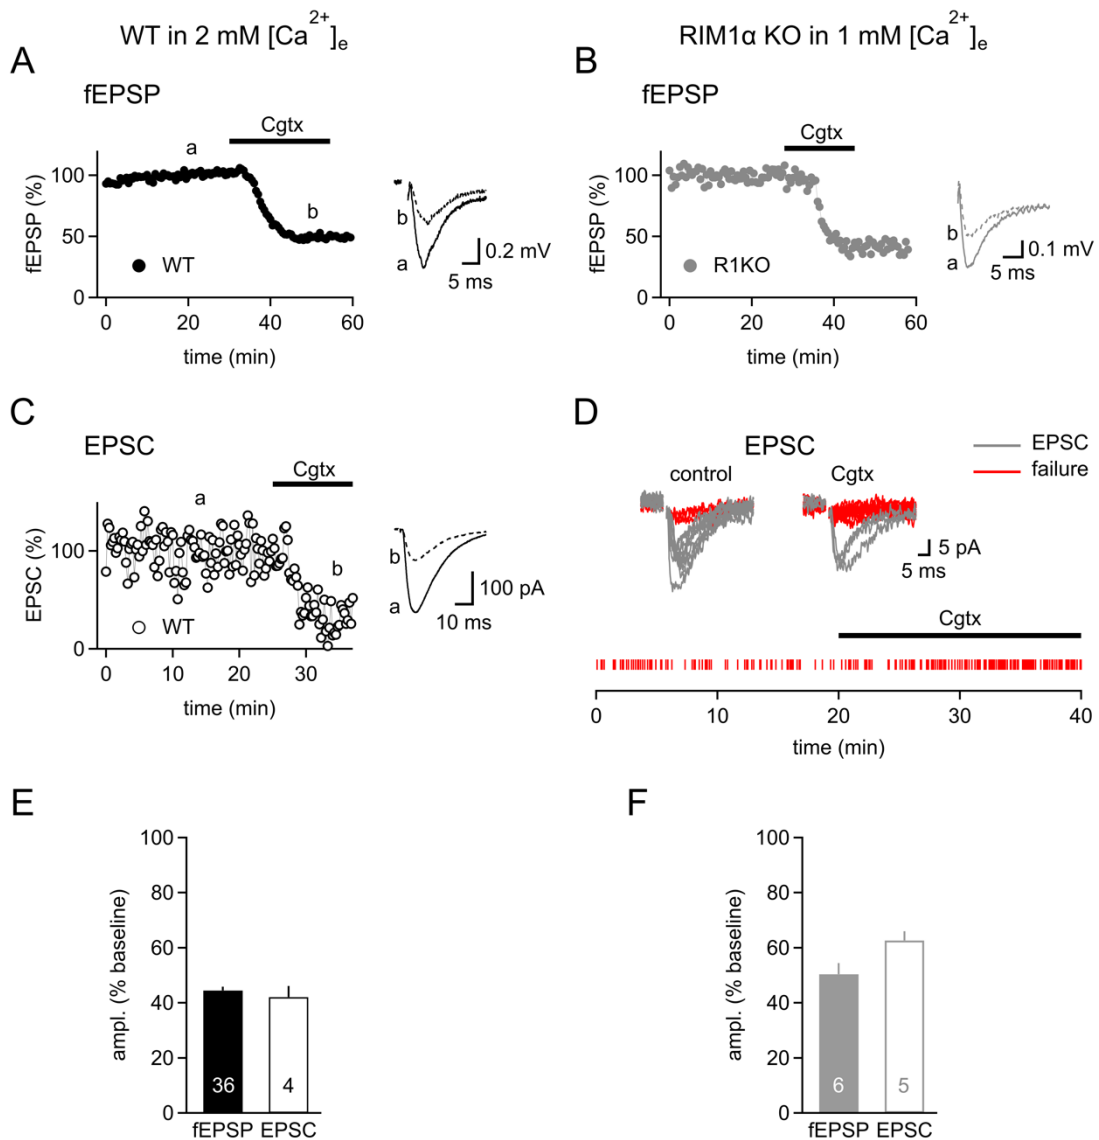 WT in 2 mM [Ca2+]e
RIM1α KO in 1 mM [Ca2+]e
A
fEPSP
Cgtx
a
b
fEPSP (%)
100
50
0
WT
0 20 40 60
time (min)
b
a
0.2 mV
5 ms
B
fEPSP
Cgtx
fEPSP (%)
100
50
0
R1KO
0 20 40 60
time (min)
b
a
0.1 mV
5 ms
C
EPSC
Cgtx
a
b
EPSC (%)
100
0
WT
0 10 20 30
time (min)
b
a
100 pA
10 ms
D
EPSC
EPSC
failure
control
Cgtx
5 pA
5 ms
Cgtx
0 10 20 30 40
time (min)
E
ampl. (% baseline)
100
80
60
40
20
0
36 4
fEPSP EPSC
F
ampl. (% baseline)
100
80
60
40
20
0
6 5
fEPSP EPSC